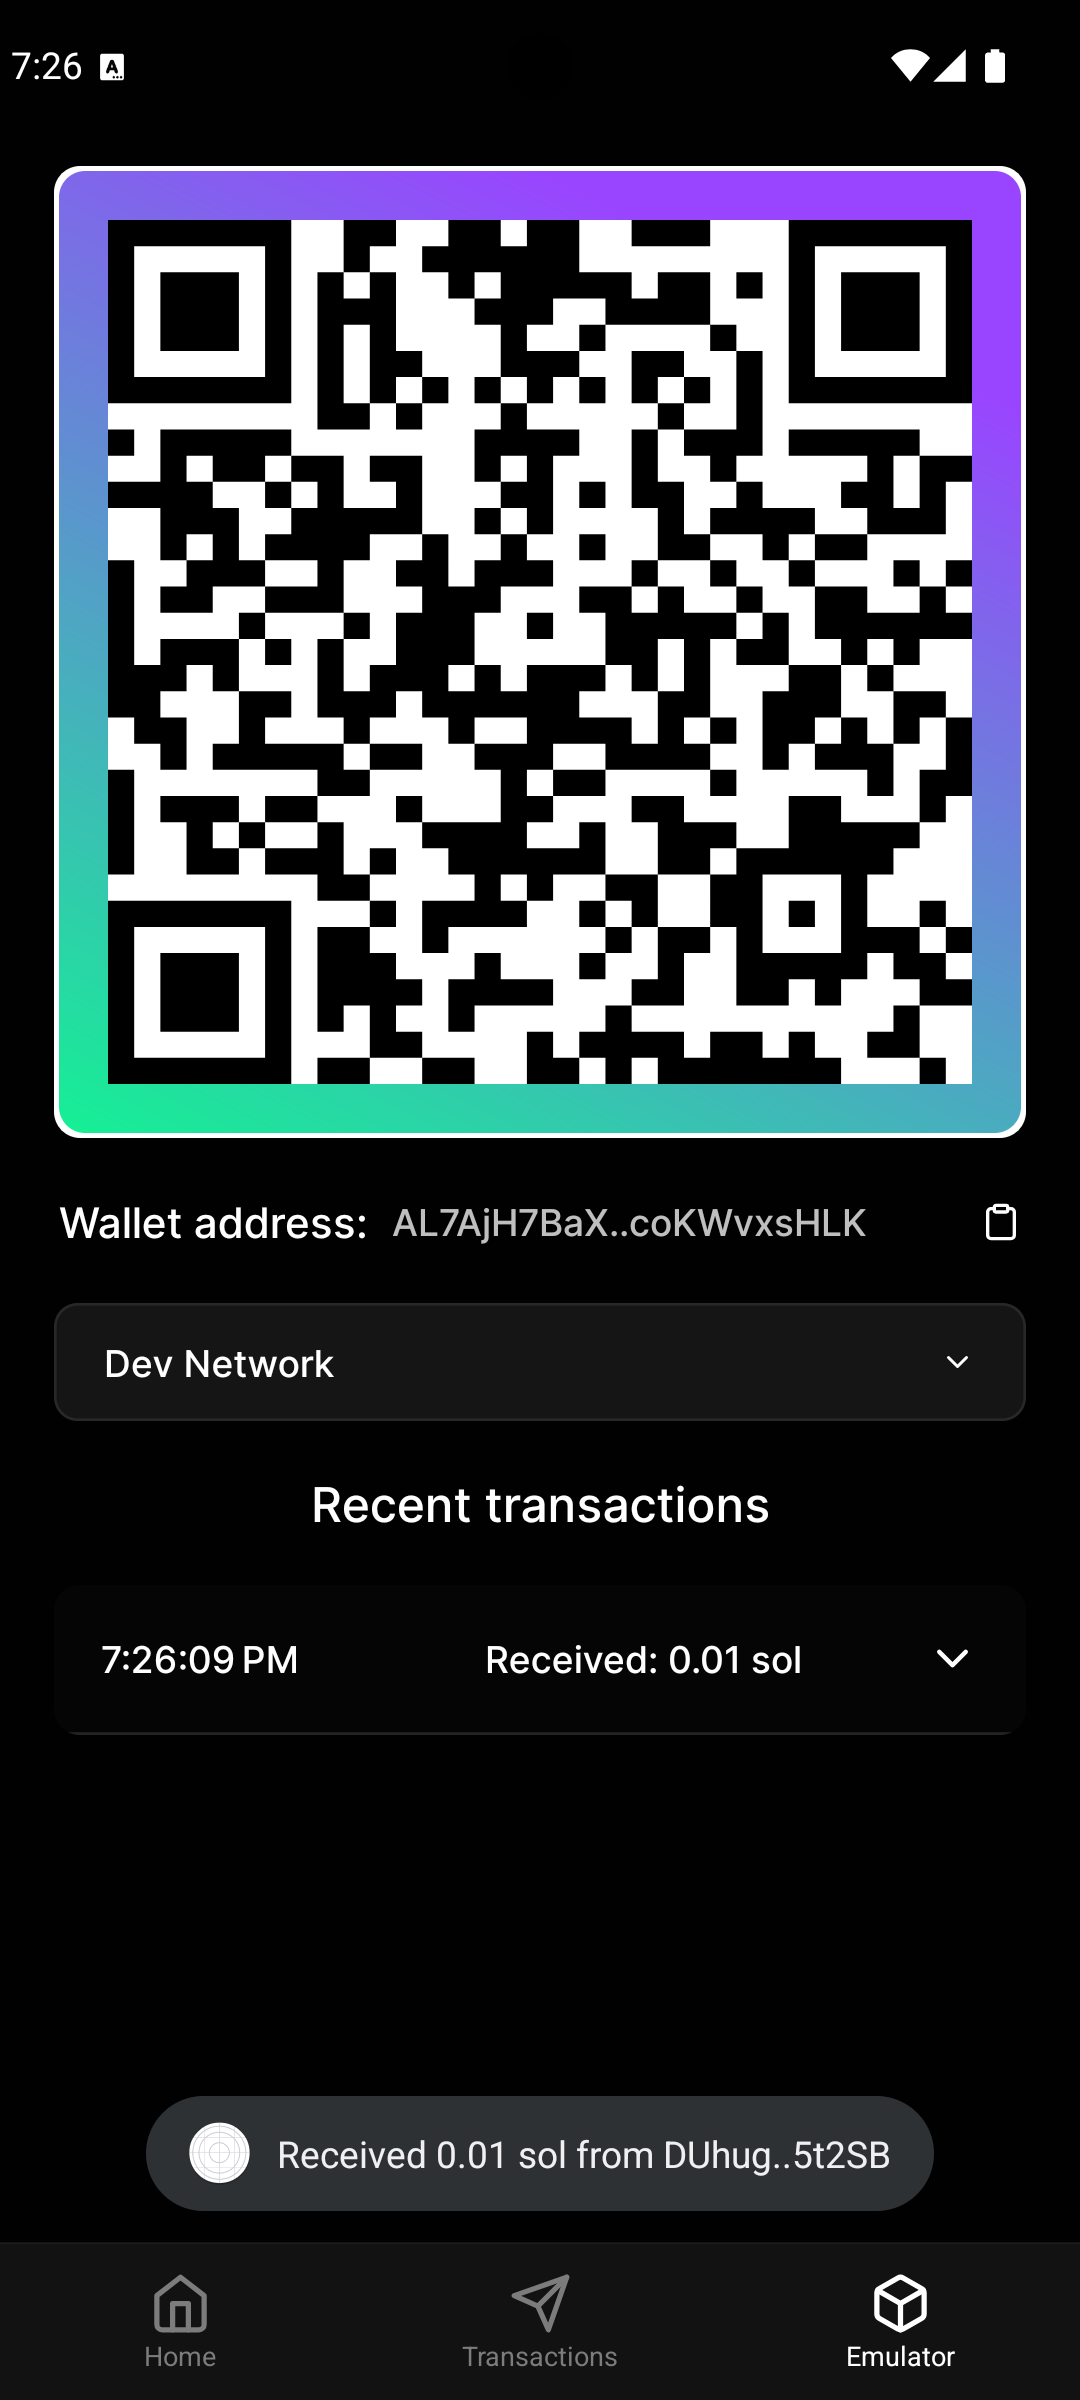 7:26
Wallet address: AL7AjH7BaX..coKWvxsHLK
Dev Network
Recent transactions
7:26:09 PM Received: 0.01 sol
Received 0.01 sol from DUhug..5t2SB
Home Transactions Emulator